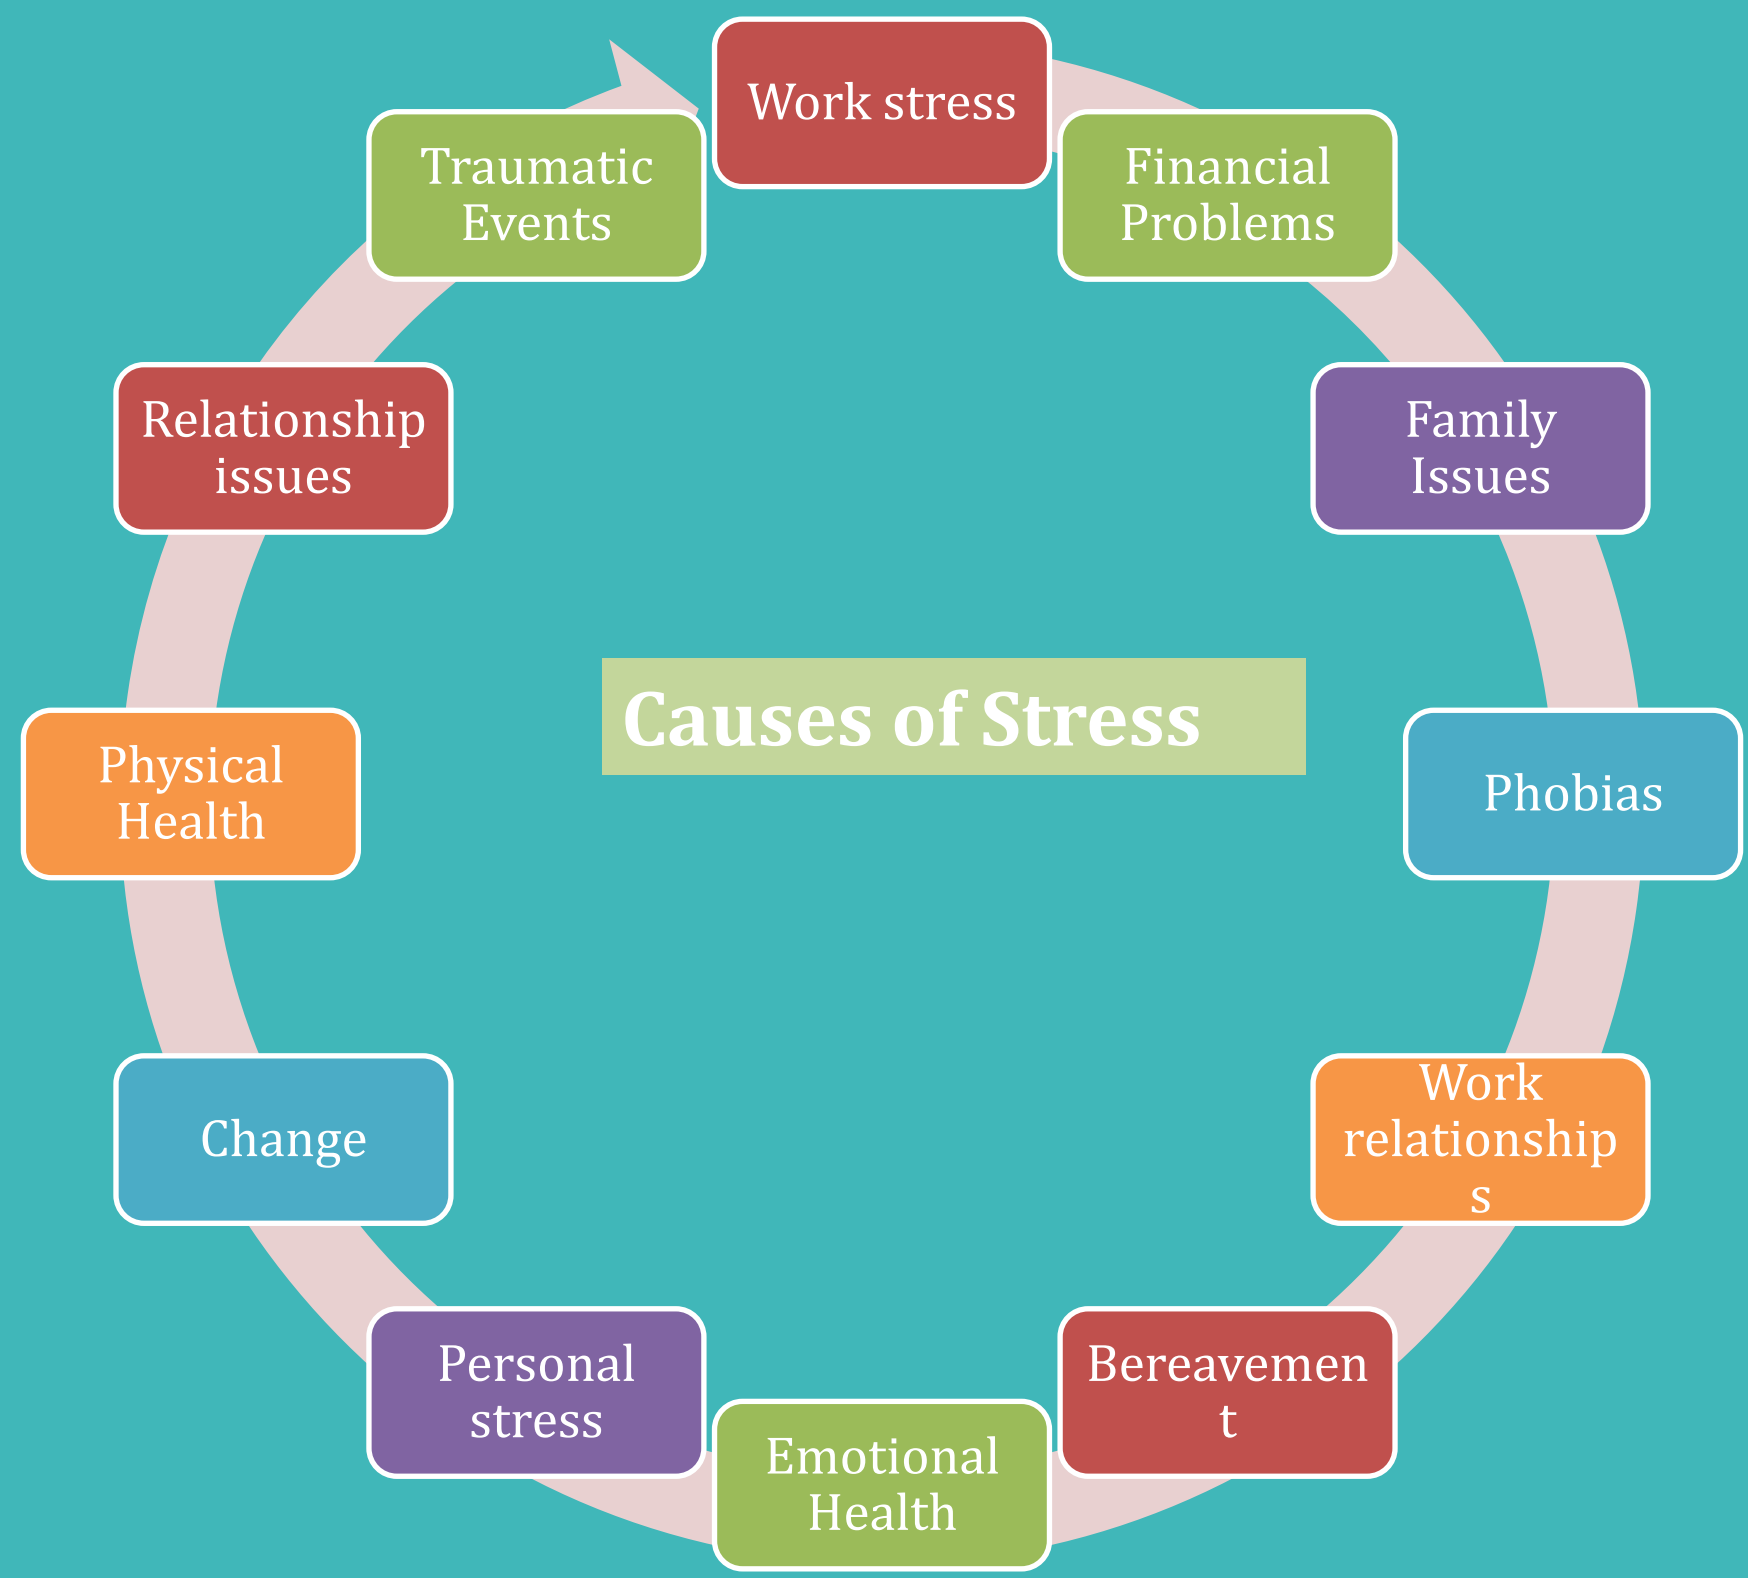 Work stress
Financial
Problems
Family
Issues
Phobias
Work
relationship
s
Bereavemen
t
Emotional
Health
Personal
stress
Change
Physical
Health
Relationship
issues
Traumatic
Events
Causes of Stress